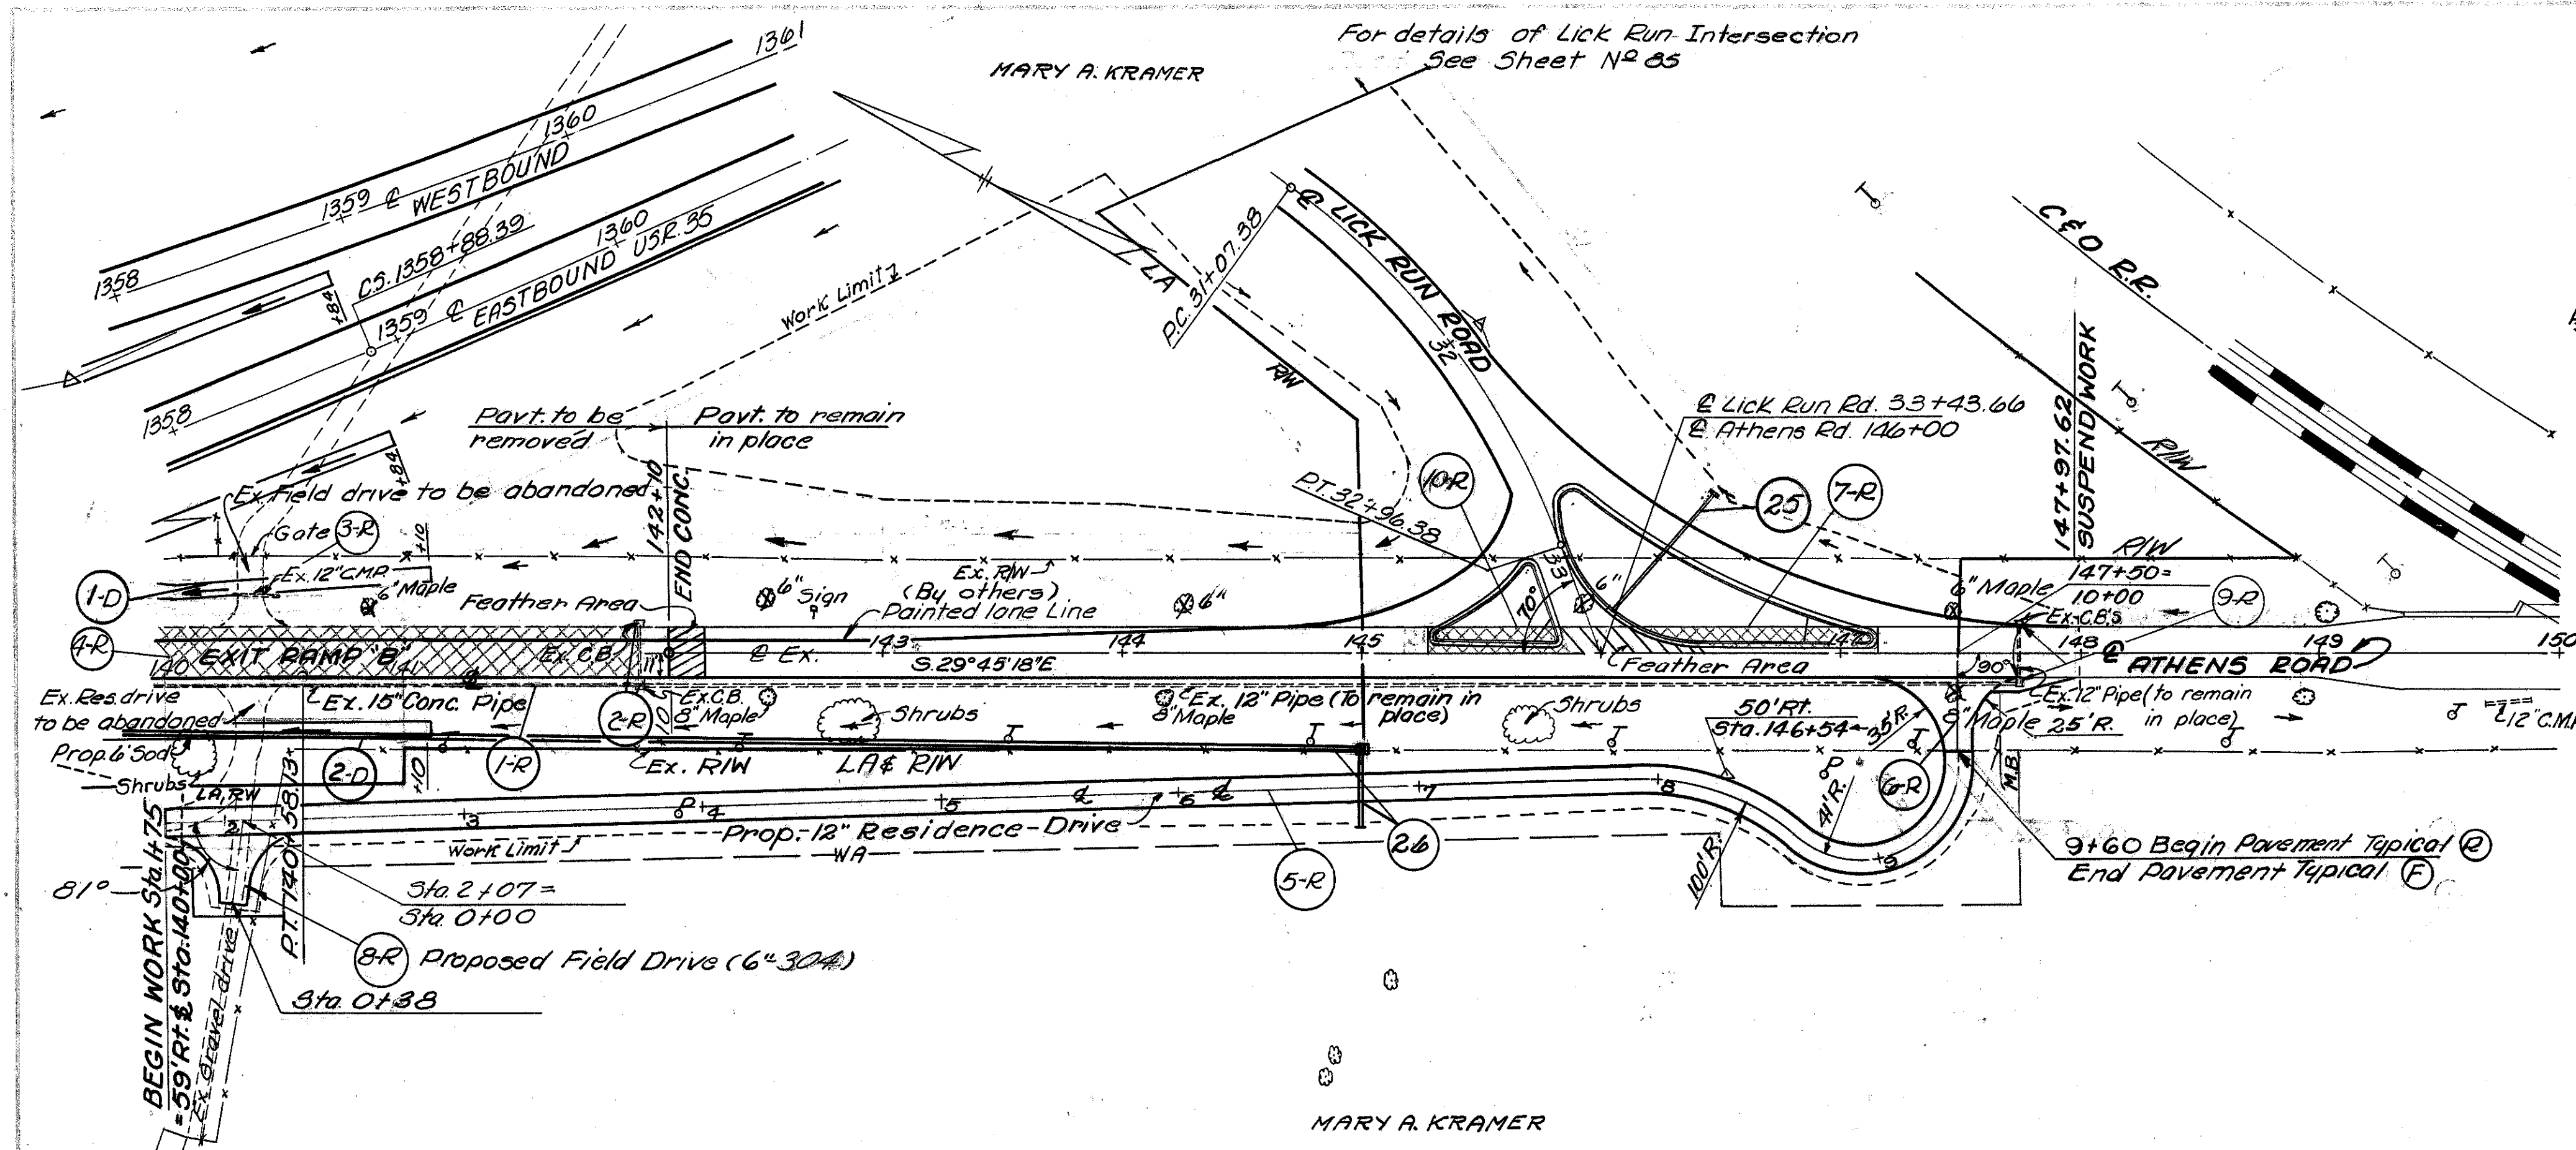 For details of Lick Run Intersection
See Sheet Nº 85
MARY A. KRAMER
1361
1360
1359 ℄ WESTBOUND
1358
C.S. 1358+88.39
+84
1360
1359 ℄ EASTBOUND USR. 35
1358
+84
Work Limit
LA
R/W
P.C. 31+07.38
℄ LICK RUN ROAD
32
C & O R.R.
R/W
147+97.62
SUSPEND WORK
Pavt. to be
removed
Pavt. to remain
in place
142+10
END CONC.
℄ Lick Run Rd. 33+43.66
℄ Athens Rd. 146+00
P.T. 32+96.38
10-R
25
7-R
Ex. Field drive to be abandoned
Gate
3-R
+10
Ex. 12" C.M.P.
6" Maple
1-D
Feather Area
6" Sign
Ex. R/W
(By others)
Painted lane Line
6"
33'
70°
6"
6" Maple
R/W
147+50=
10+00
Ex. C.B.'s
9-R
4-R
140
EXIT RAMP "B"
141
Ex. C.B.
11'
℄ Ex.
143
144
145
147
148
149
150
S. 29° 45' 18" E
Feather Area
90°
℄ ATHENS ROAD
Ex. Res. drive
to be abandoned
Ex. 15" Conc. Pipe
2-R
Ex. C.B.
8" Maple
10'
Shrubs
Ex. 12" Pipe (To remain in
place)
8" Maple
Shrubs
50' Rt.
Sta. 146+54
35' R.
Ex. 12" Pipe (to remain
in place)
Maple
25' R.
12" C.M.P.
Prop. 6' Sod
Shrubs
LA, RW
2-D
+10
1-R
Ex. R/W
LA & R/W
M.B.
6-R
41' R.
100' R.
2
3
4
5
6
7
8
9
℄
Prop.-12" Residence-Drive
Work Limit
WA
26
5-R
9+60 Begin Pavement Typical R
End Pavement Typical F
81°
Sta. 2+07=
Sta. 0+00
P.T. 140+58.13
BEGIN WORK Sta. 1+75
=59' Rt. ℄ Sta. 140+00
Ex. Gravel drive
8-R
Proposed Field Drive (6"-304)
Sta. 0+38
MARY A. KRAMER